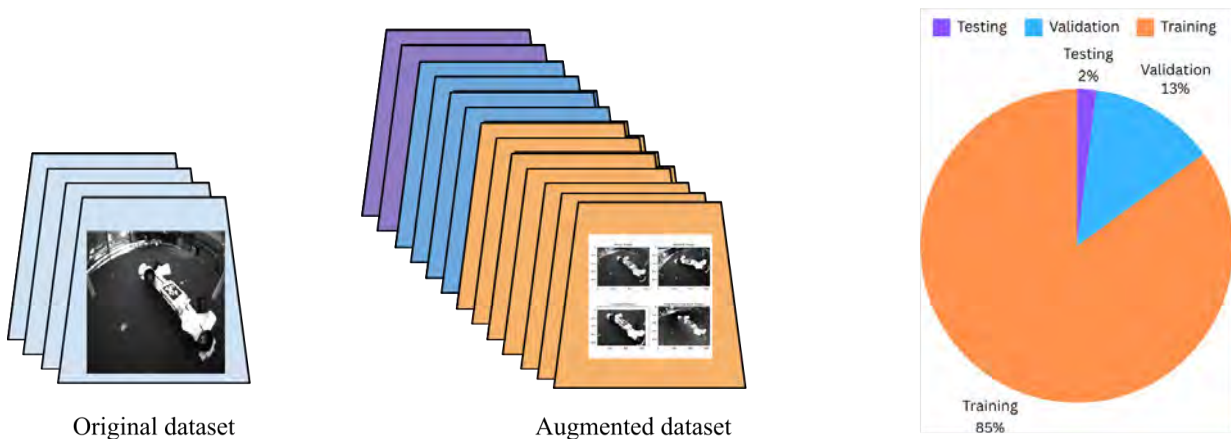 Testing Validation Training
Testing
2%
Validation
13%
Training
85%
Original dataset
Augmented dataset